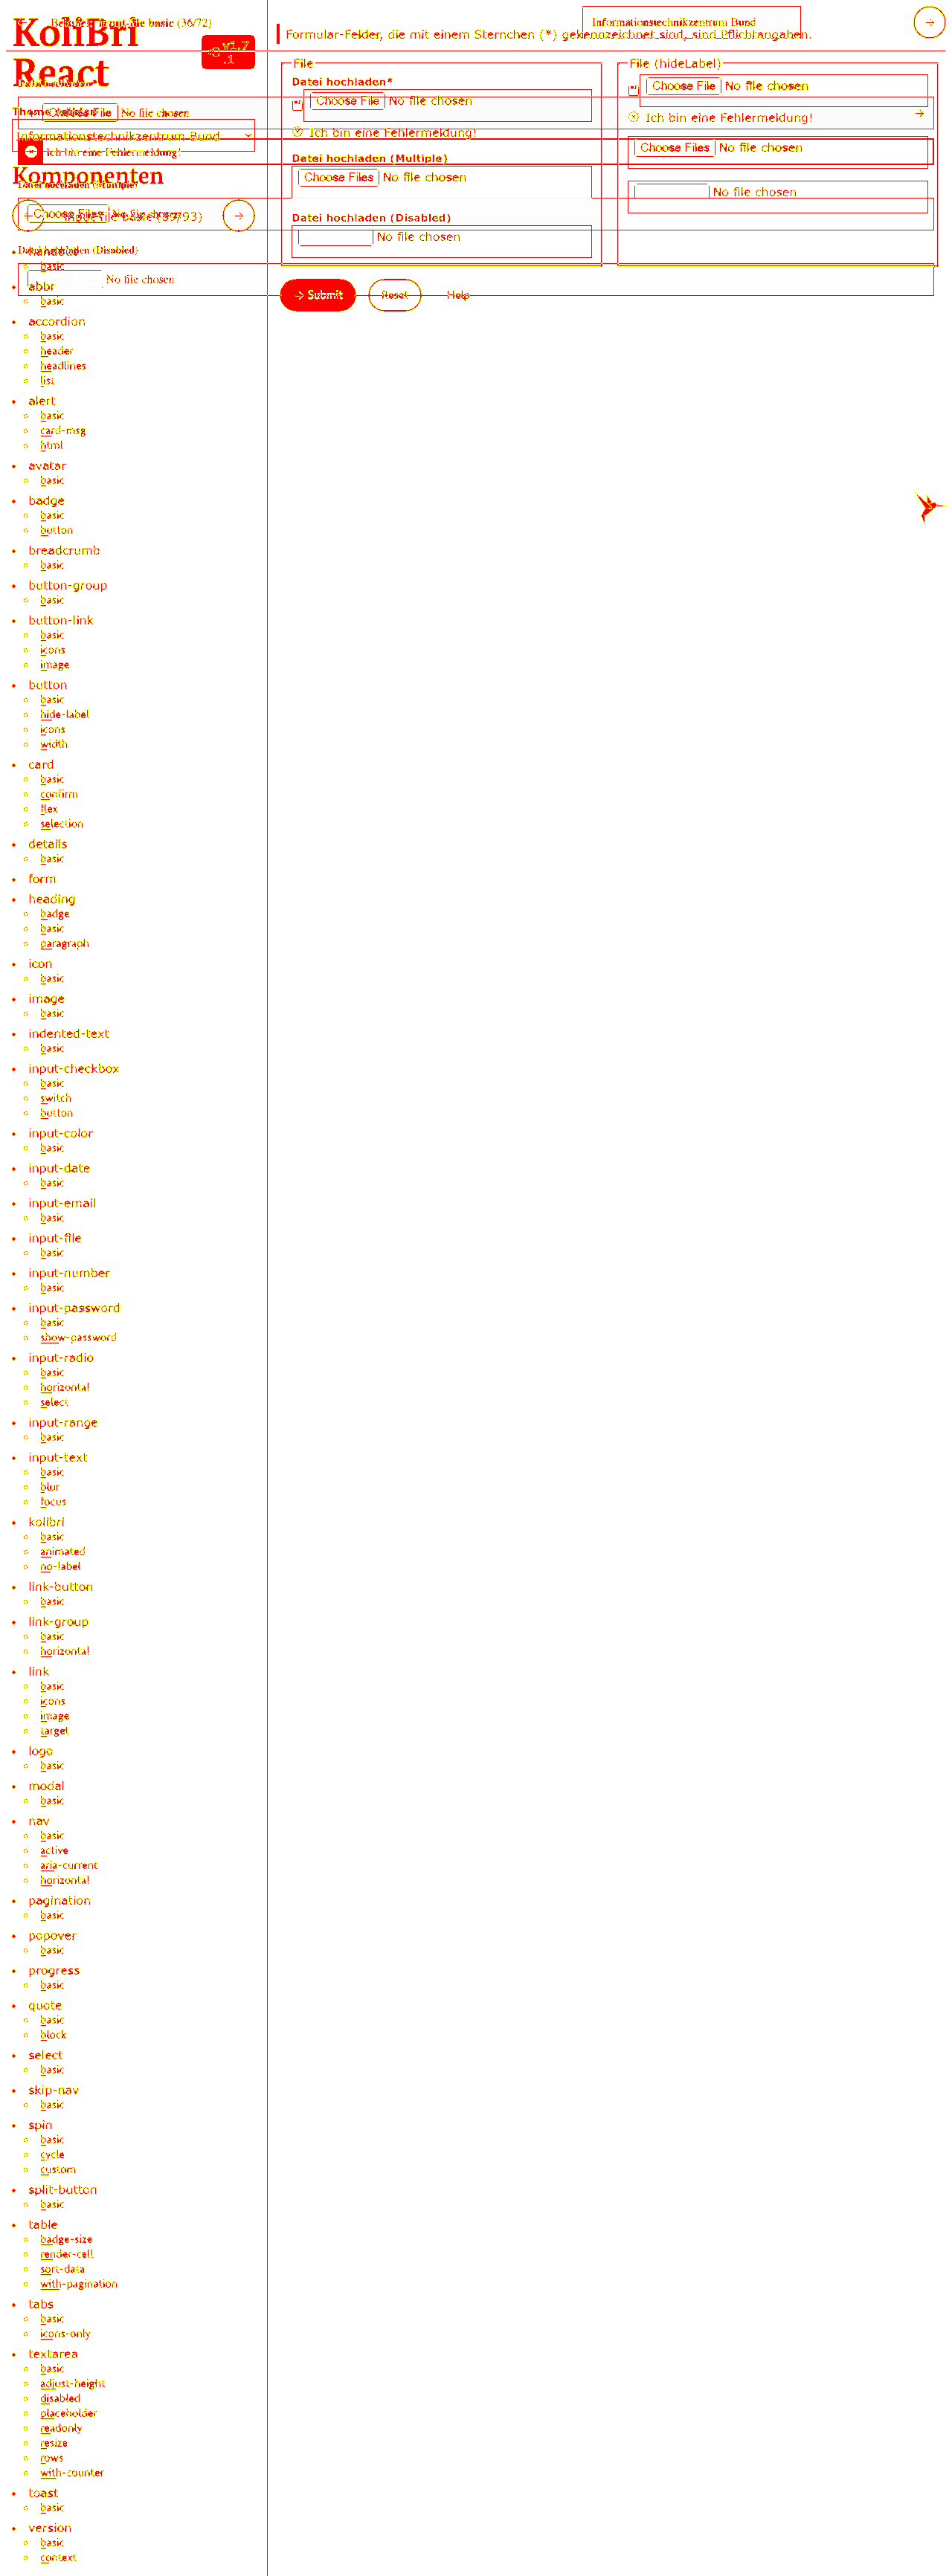 KoliBri
React
v1.7
.1
Beispiel: input-file basic (36/72)
Informationstechnikzentrum Bund
Formular-Felder, die mit einem Sternchen (*) gekennzeichnet sind, sind Pflichtangaben.
Informationstechnikzentrum Bund
Choose File No file chosen
Ich bin eine Fehlermeldung!
Komponenten
Datei hochladen (Multiple)
Choose Files No file chosen
input-file basic (39/93)
Datei hochladen (Disabled)
No file chosen
File
Datei hochladen*
Choose File No file chosen
Ich bin eine Fehlermeldung!
Datei hochladen (Multiple)
Choose Files No file chosen
Datei hochladen (Disabled)
No file chosen
File (hideLabel)
Choose File No file chosen
Ich bin eine Fehlermeldung!
Choose Files No file chosen
No file chosen
Submit
Reset
Help
handout
basic
abbr
basic
accordion
basic
header
headlines
list
alert
basic
card-msg
html
avatar
basic
badge
basic
button
breadcrumb
basic
button-group
basic
button-link
basic
icons
image
button
basic
hide-label
icons
width
card
basic
confirm
flex
selection
details
basic
form
heading
badge
basic
paragraph
icon
basic
image
basic
indented-text
basic
input-checkbox
basic
switch
button
input-color
basic
input-date
basic
input-email
basic
input-file
basic
input-number
basic
input-password
basic
show-password
input-radio
basic
horizontal
select
input-range
basic
input-text
basic
blur
focus
kolibri
basic
animated
no-label
link-button
basic
link-group
basic
horizontal
link
basic
icons
image
target
logo
basic
modal
basic
nav
basic
active
aria-current
horizontal
pagination
basic
popover
basic
progress
basic
quote
basic
block
select
basic
skip-nav
basic
spin
basic
cycle
custom
split-button
basic
table
badge-size
render-cell
sort-data
with-pagination
tabs
basic
icons-only
textarea
basic
adjust-height
disabled
placeholder
readonly
resize
rows
with-counter
toast
basic
version
basic
context